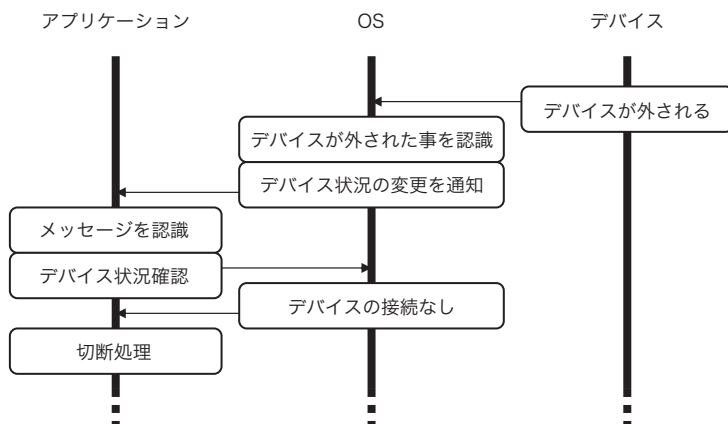 アプリケーション
OS
デバイス
デバイスが外される
デバイスが外された事を認識
デバイス状況の変更を通知
メッセージを認識
デバイス状況確認
デバイスの接続なし
切断処理